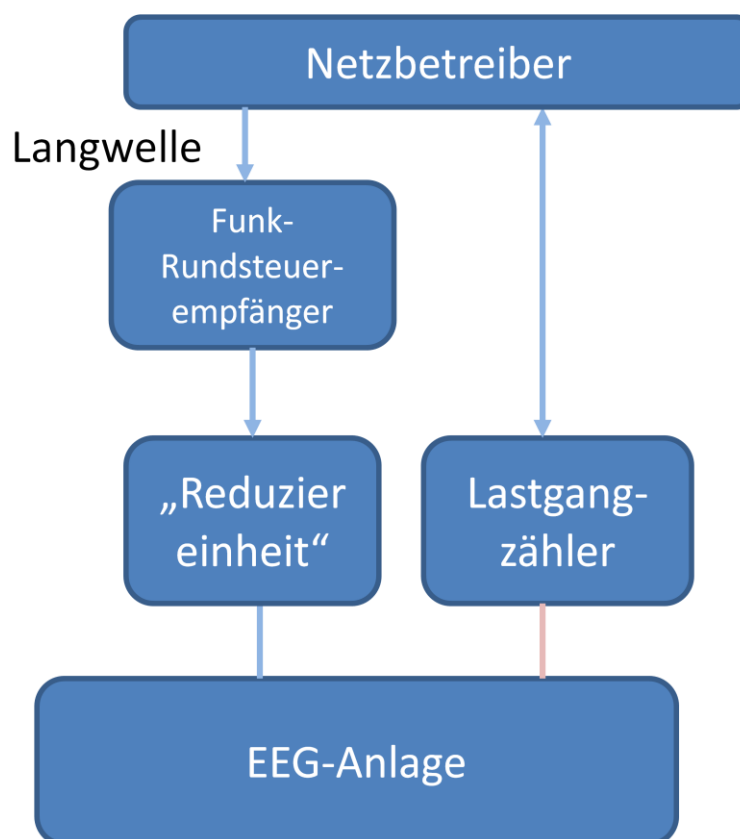 Netzbetreiber
Langwelle
Funk-
Rundsteuer-
empfänger
„Reduzier
einheit“
Lastgang-
zähler
EEG-Anlage